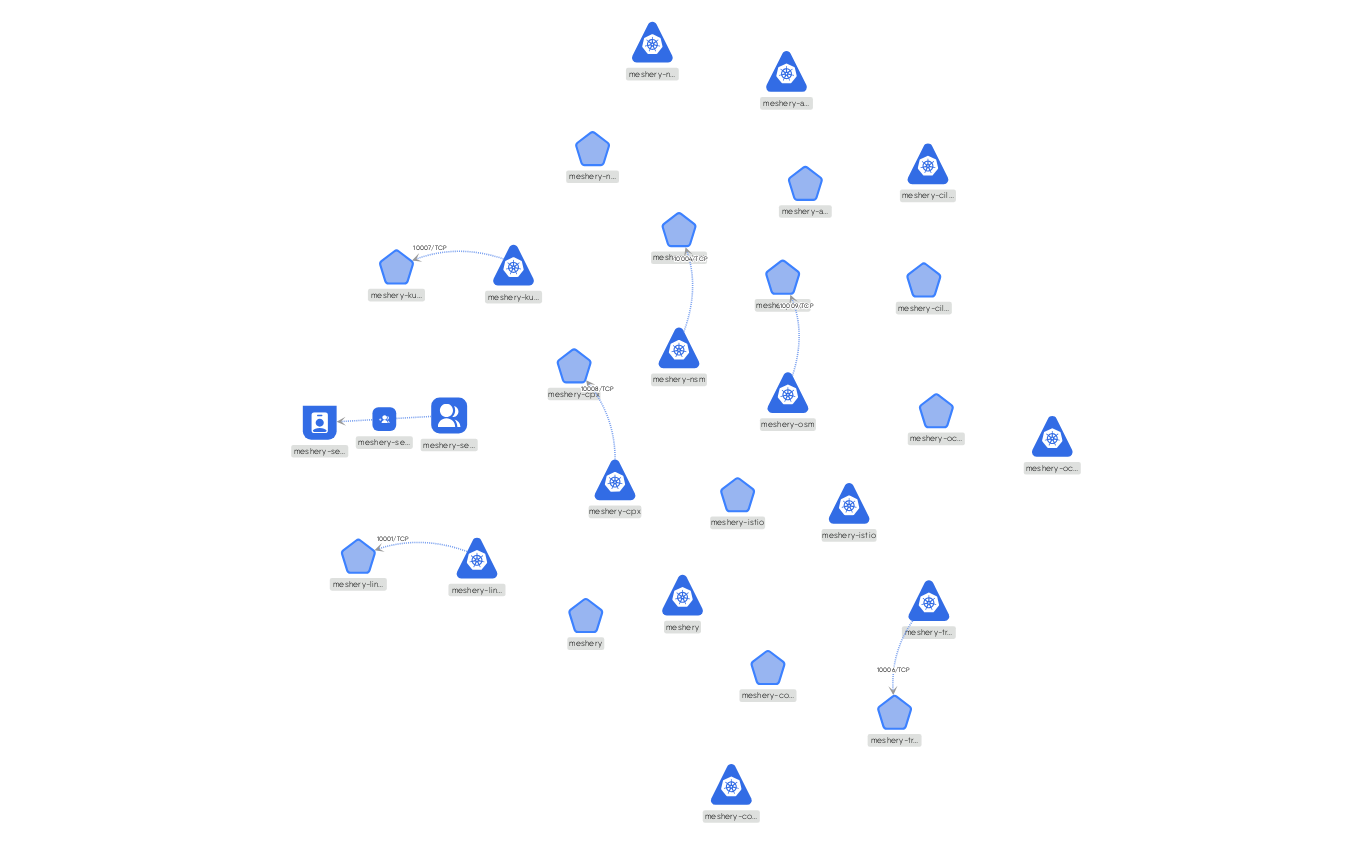 meshery-n...
meshery-a...
meshery-n...
meshery-cil...
meshery-a...
10007/TCP
10004/TCP
meshery-ku...
meshery-ku...
10009/TCP
meshery-cil...
meshery-nsm
10008/TCP
meshery-cpx
meshery-osm
meshery-se...
meshery-se...
meshery-se...
meshery-oc...
meshery-oc...
meshery-cpx
meshery-istio
meshery-istio
10001/TCP
meshery-lin...
meshery-lin...
meshery
meshery
meshery-tr...
10006/TCP
meshery-co...
meshery-tr...
meshery-co...